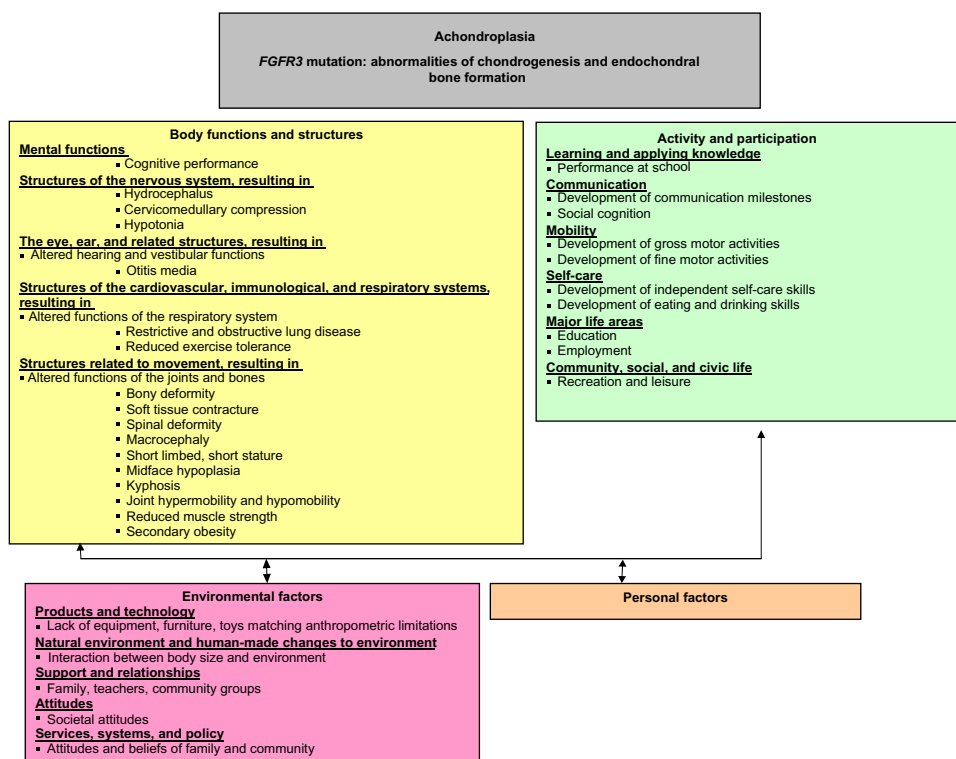 Achondroplasia
FGFR3 mutation: abnormalities of chondrogenesis and endochondral
bone formation
Body functions and structures
Mental functions
▪ Cognitive performance
Structures of the nervous system, resulting in
▪ Hydrocephalus
▪ Cervicomedullary compression
▪ Hypotonia
The eye, ear, and related structures, resulting in
▪ Altered hearing and vestibular functions
▪ Otitis media
Structures of the cardiovascular, immunological, and respiratory systems,
resulting in
▪ Altered functions of the respiratory system
▪ Restrictive and obstructive lung disease
▪ Reduced exercise tolerance
Structures related to movement, resulting in
▪ Altered functions of the joints and bones
▪ Bony deformity
▪ Soft tissue contracture
▪ Spinal deformity
▪ Macrocephaly
▪ Short limbed, short stature
▪ Midface hypoplasia
▪ Kyphosis
▪ Joint hypermobility and hypomobility
▪ Reduced muscle strength
▪ Secondary obesity
Activity and participation
Learning and applying knowledge
▪ Performance at school
Communication
▪ Development of communication milestones
▪ Social cognition
Mobility
▪ Development of gross motor activities
▪ Development of fine motor activities
Self-care
▪ Development of independent self-care skills
▪ Development of eating and drinking skills
Major life areas
▪ Education
▪ Employment
Community, social, and civic life
▪ Recreation and leisure
Environmental factors
Products and technology
▪ Lack of equipment, furniture, toys matching anthropometric limitations
Natural environment and human-made changes to environment
▪ Interaction between body size and environment
Support and relationships
▪ Family, teachers, community groups
Attitudes
▪ Societal attitudes
Services, systems, and policy
▪ Attitudes and beliefs of family and community
Personal factors